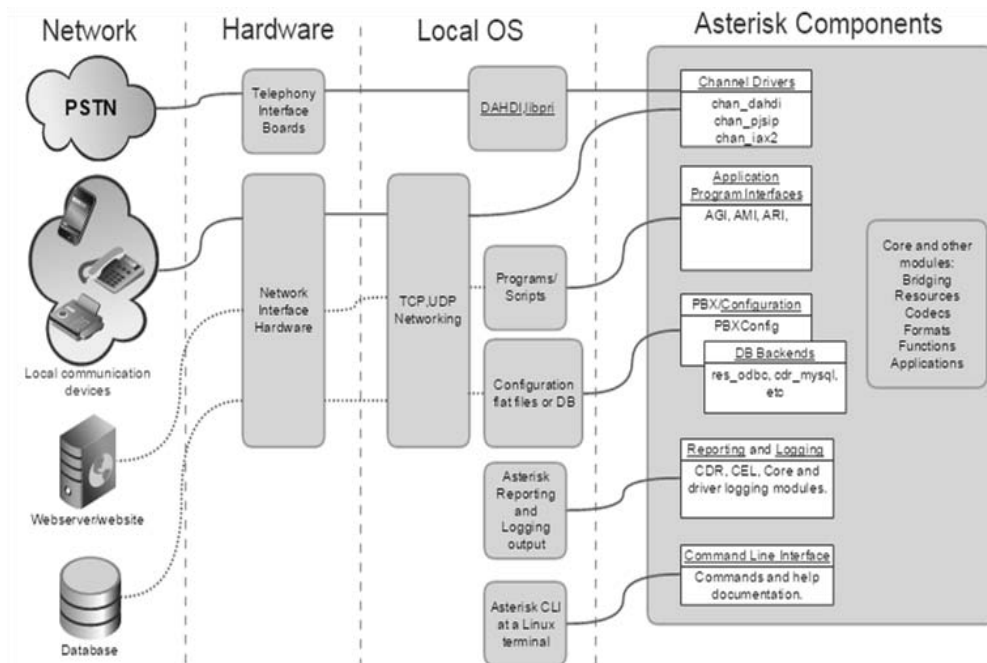 Network
Hardware
Local OS
Asterisk Components
PSTN
Telephony
Interface
Boards
DAHDI,libpri
Channel Drivers
chan_dahdi
chan_pjsip
chan_iax2
Local communication
devices
Network
Interface
Hardware
TCP,UDP
Networking
Programs/
Scripts
Application
Program Interfaces
AGI, AMI, ARI,
Core and other
modules:
Bridging
Resources
Codecs
Formats
Functions
Applications
Configuration
flat files or DB
PBX/Configuration
PBXConfig
DB Backends
res_odbc, cdr_mysql,
etc
Webserver/website
Asterisk
Reporting
and
Logging
output
Reporting and Logging
CDR, CEL, Core and
driver logging modules.
Database
Asterisk CLI
at a Linux
terminal
Command Line Interface
Commands and help
documentation.